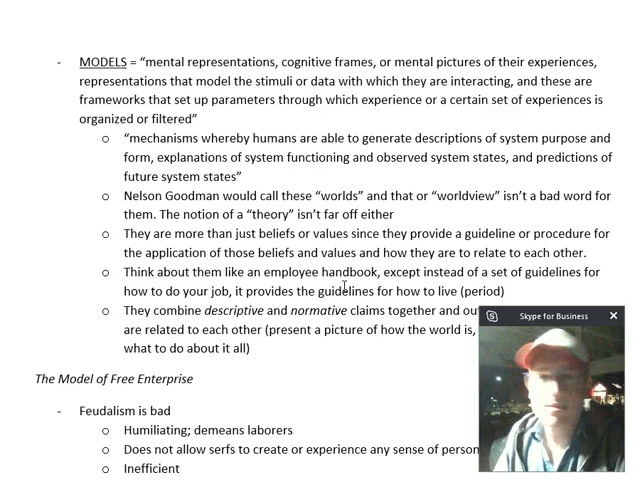 - MODELS = “mental representations, cognitive frames, or mental pictures of their experiences,
representations that model the stimuli or data with which they are interacting, and these are
frameworks that set up parameters through which experience or a certain set of experiences is
organized or filtered”
o “mechanisms whereby humans are able to generate descriptions of system purpose and
form, explanations of system functioning and observed system states, and predictions of
future system states”
o Nelson Goodman would call these “worlds” and that or “worldview” isn’t a bad word for
them. The notion of a “theory” isn’t far off either
o They are more than just beliefs or values since they provide a guideline or procedure for
the application of those beliefs and values and how they are to relate to each other.
o Think about them like an employee handbook, except instead of a set of guidelines for
how to do your job, it provides the guidelines for how to live (period)
o They combine descriptive and normative claims together and
are related to each other (present a picture of how the world is,
what to do about it all)
Skype for Business
The Model of Free Enterprise
- Feudalism is bad
o Humiliating; demeans laborers
o Does not allow serfs to create or experience any sense of
o Inefficient